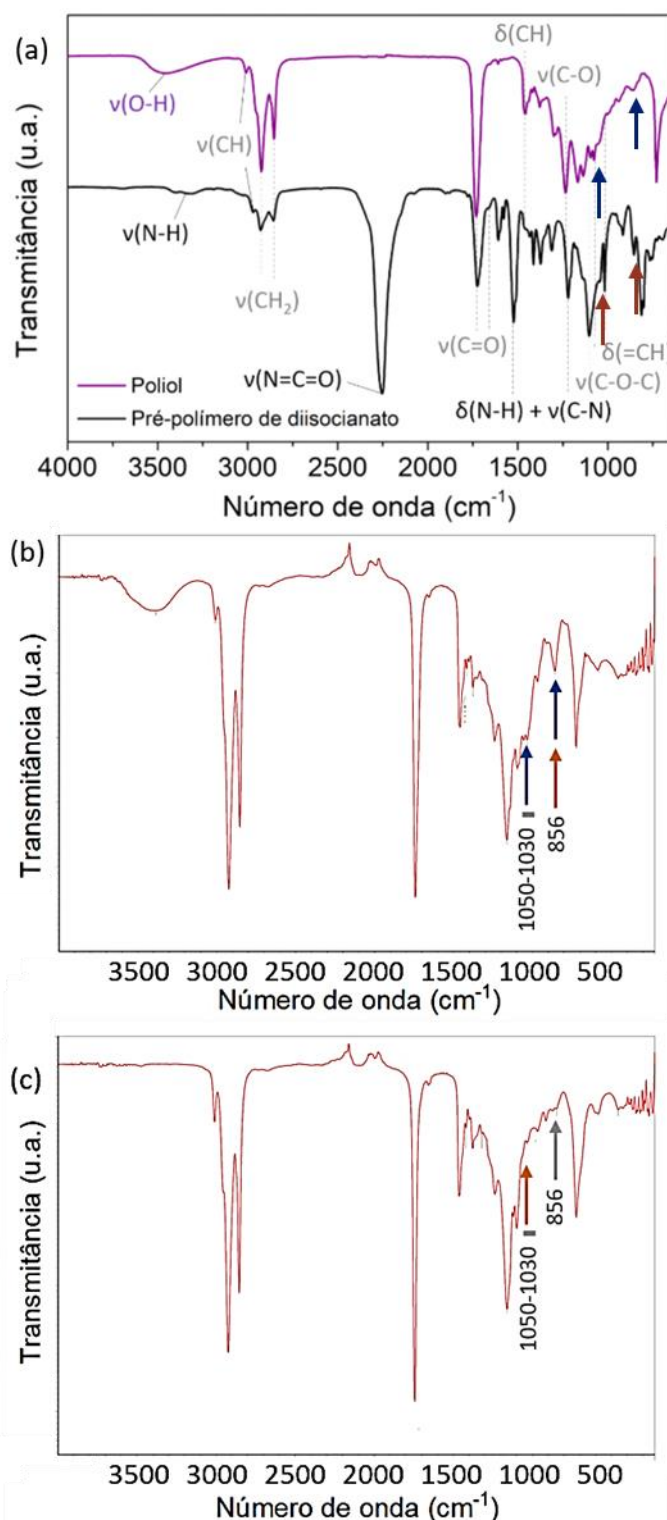 (a)
δ(CH)
ν(C-O)
ν(O-H)
ν(CH)
ν(N-H)
ν(CH₂)
ν(C=O)
δ(=CH)
ν(C-O-C)
ν(N=C=O)
δ(N-H) + ν(C-N)
Poliol
Pré-polímero de diisocianato
Transmitância (u.a.)
4000 3500 3000 2500 2000 1500 1000
Número de onda (cm⁻¹)
(b)
Transmitância (u.a.)
1050-1030
856
3500 3000 2500 2000 1500 1000 500
Número de onda (cm⁻¹)
(c)
Transmitância (u.a.)
1050-1030
856
3500 3000 2500 2000 1500 1000 500
Número de onda (cm⁻¹)